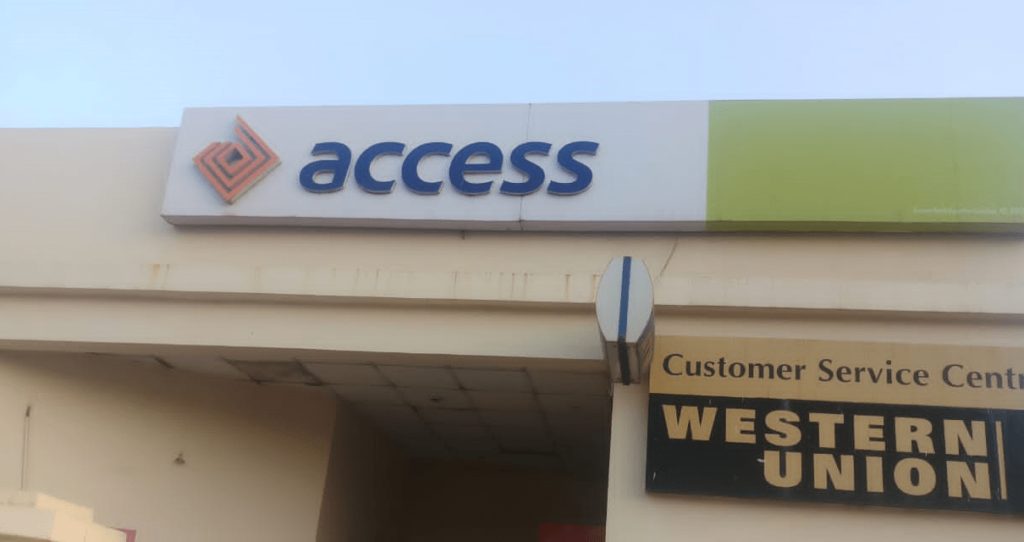 access
Customer Service Centr
WESTERN
UNION